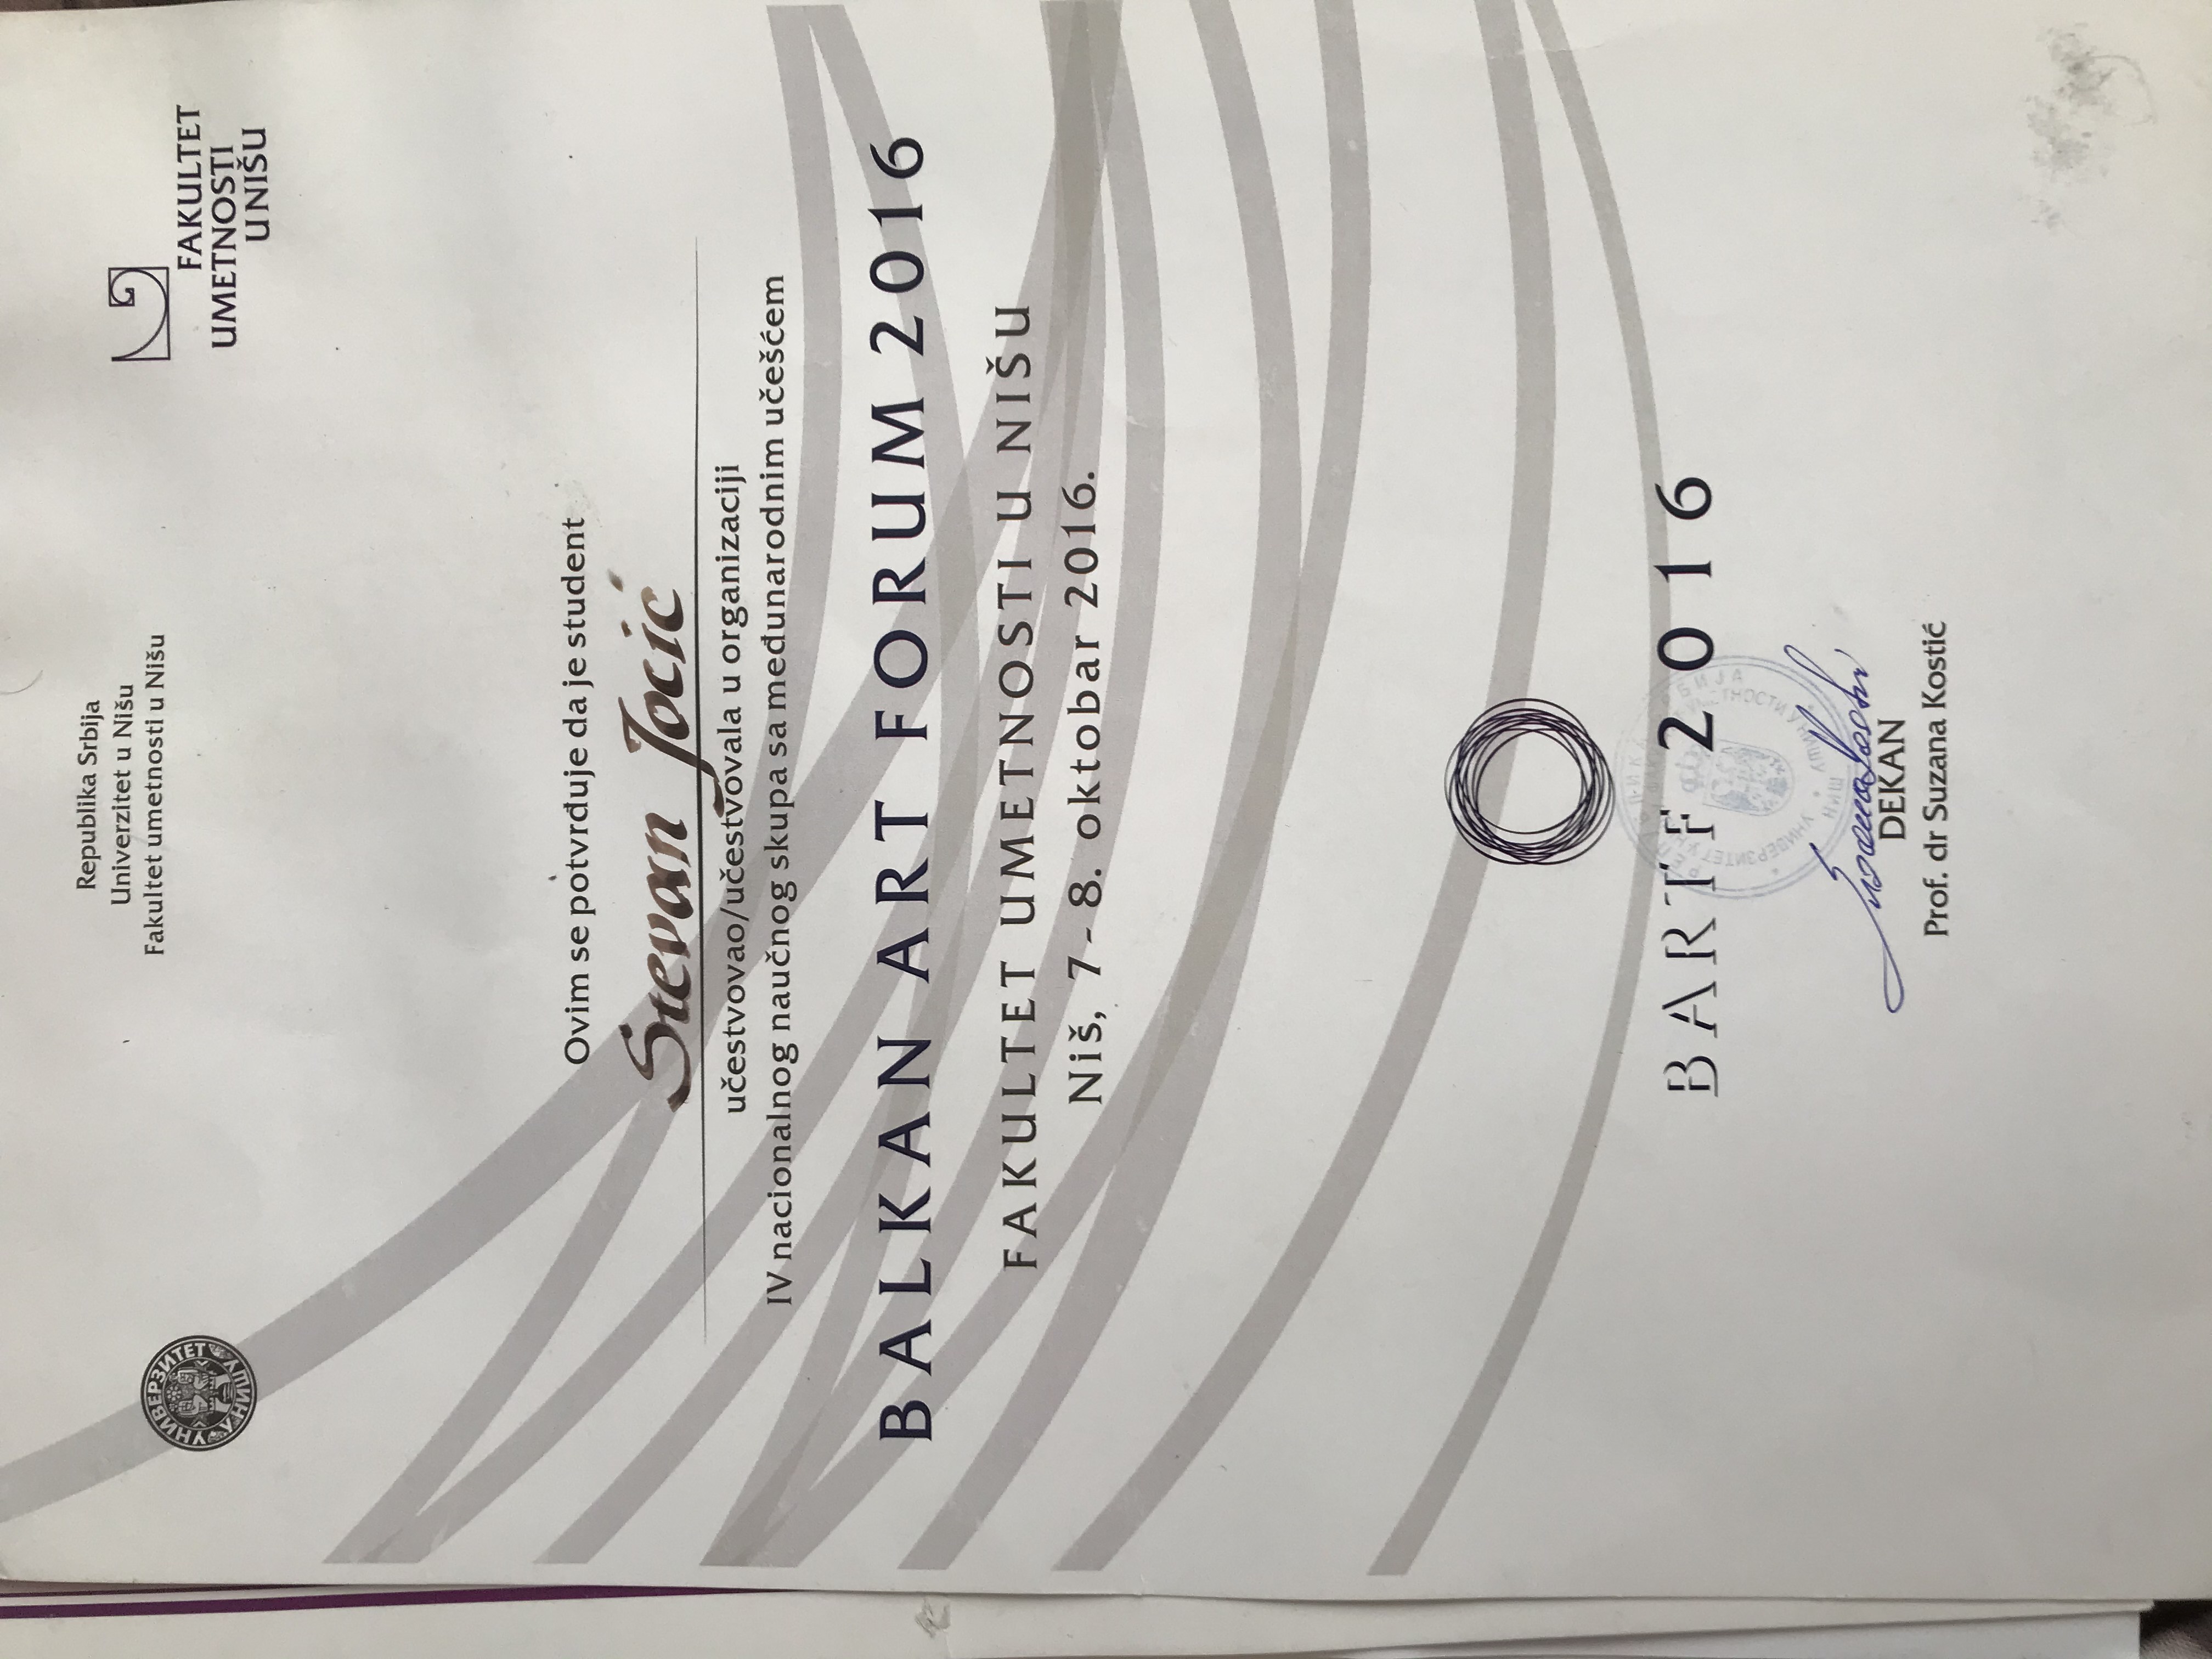 Republika Srbija
Univerzitet u Nišu
Fakultet umetnosti u Nišu
УНИВЕРЗИТЕТ У НИШУ
FAKULTET
UMETNOSTI
U NIŠU
Ovim se potvrđuje da je student
Stevan Jocić
učestvovao/učestvovala u organizaciji
IV nacionalnog naučnog skupa sa međunarodnim učešćem
BALKAN ART FORUM 2016
FAKULTET UMETNOSTI U NIŠU
Niš, 7-8. oktobar 2016.
BARTF 2016
DEKAN
Prof. dr Suzana Kostić